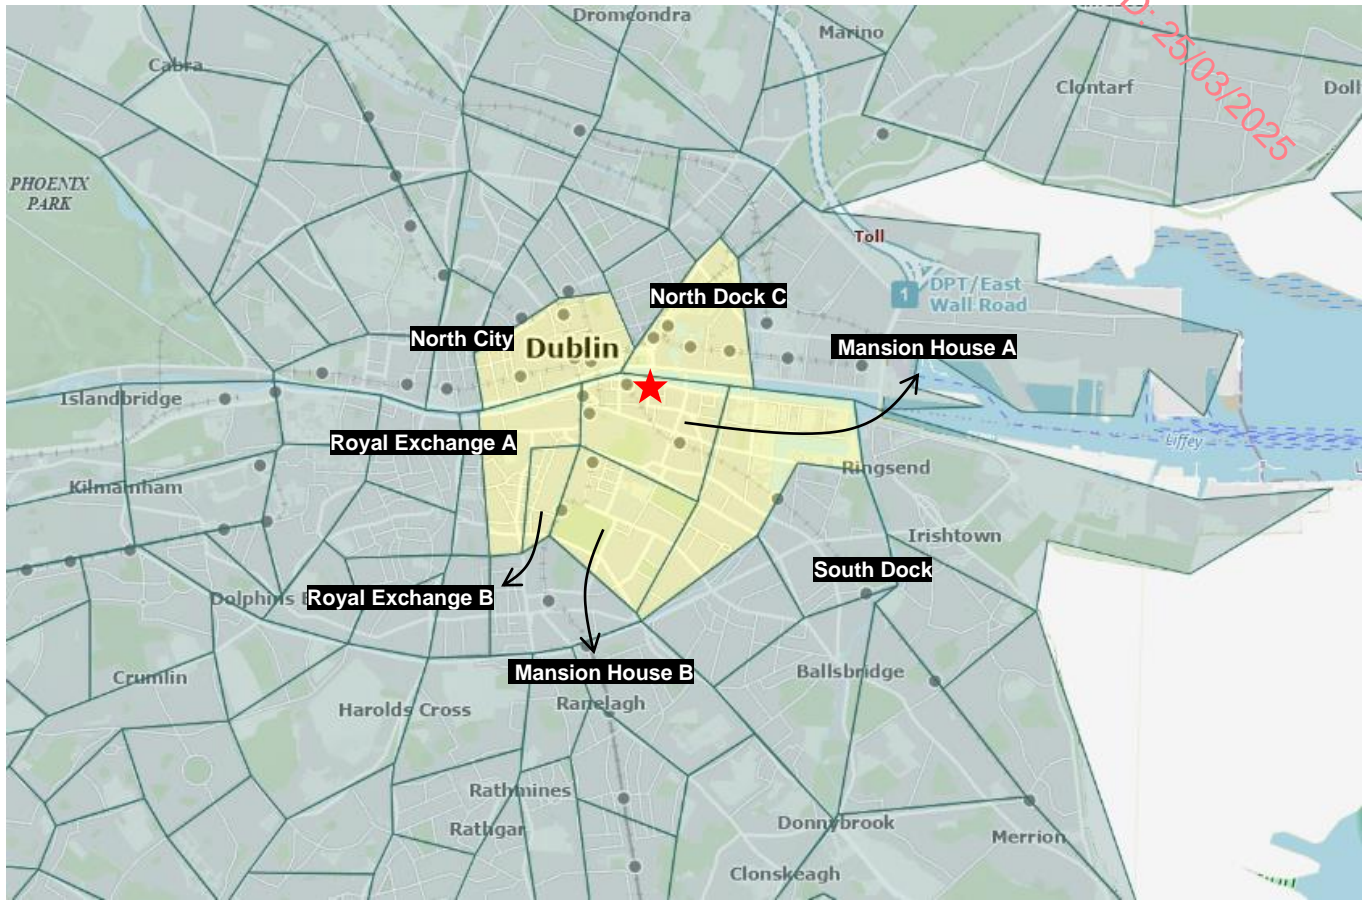 Dromcondra
Marino
D: 25/03/2025
Cabra
Clontarf
Doll
PHOENIX
PARK
Toll
1
DPT/East
Wall Road
North Dock C
North City
Dublin
Mansion House A
Islandbridge
Royal Exchange A
Liffey
Ringsend
Kilmainham
Irishtown
South Dock
Dolphins
Royal Exchange B
Mansion House B
Ballsbridge
Crumlin
Ranelagh
Harolds Cross
Rathmines
Rathgar
Donnybrook
Merrion
Clonskeagh